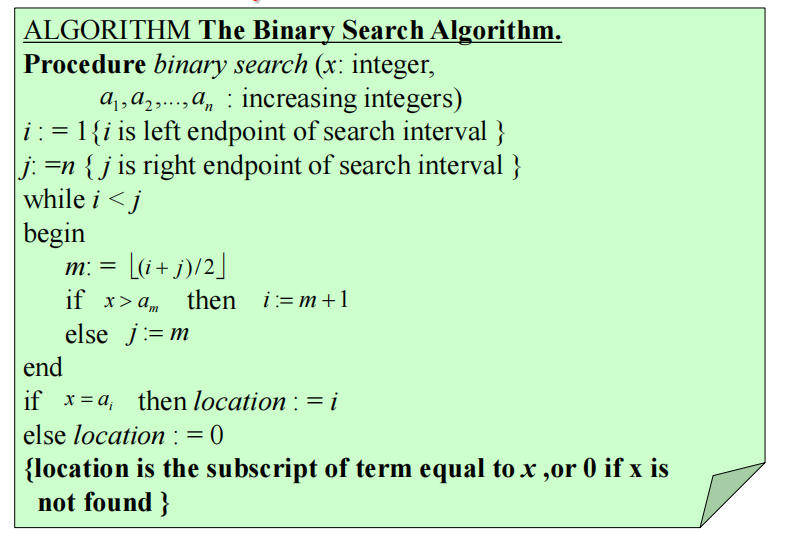 ALGORITHM The Binary Search Algorithm.
Procedure binary search (x: integer,
a₁,a₂,...,aₙ : increasing integers)
i : = 1{i is left endpoint of search interval }
j: =n { j is right endpoint of search interval }
while i < j
begin
m: = ⌊(i + j)/2⌋
if x > aₘ then i := m + 1
else j := m
end
if x = aᵢ then location : = i
else location : = 0
{location is the subscript of term equal to x ,or 0 if x is
not found }